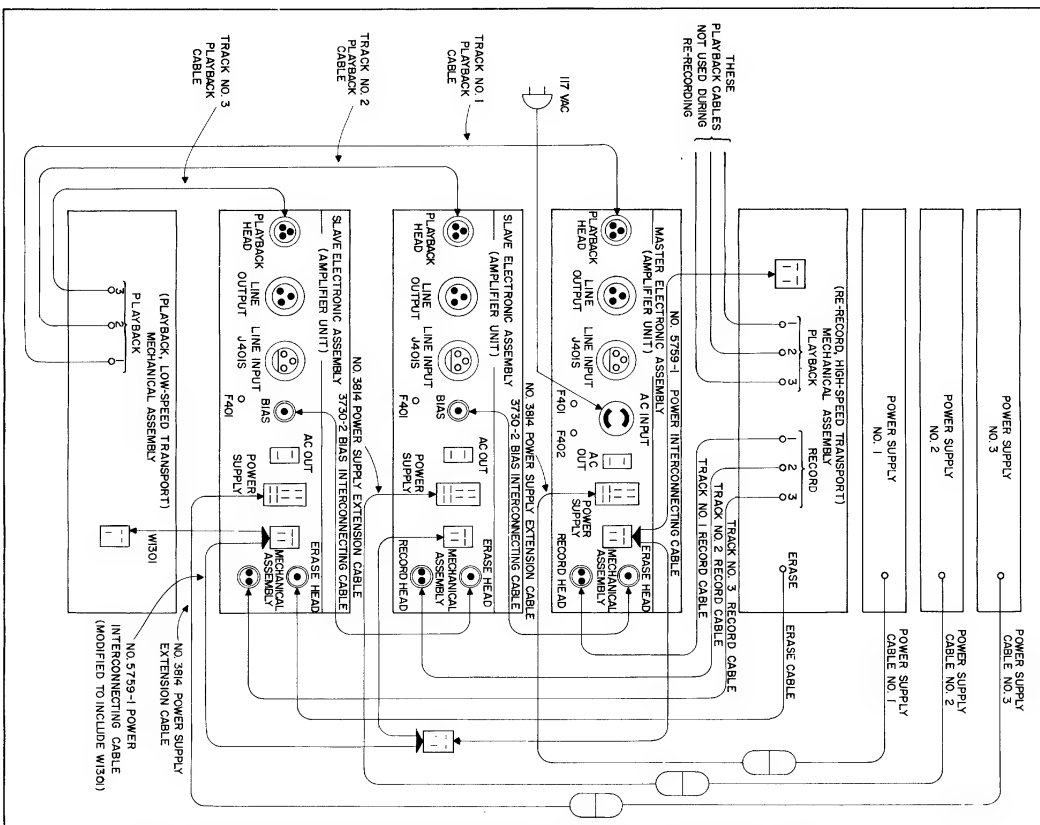 POWER SUPPLY
NO. 3
POWER SUPPLY
CABLE NO. 3
POWER SUPPLY
NO. 2
POWER SUPPLY
CABLE NO. 2
POWER SUPPLY
NO. 1
POWER SUPPLY
CABLE NO. 1
(RE-RECORD, HIGH-SPEED TRANSPORT)
MECHANICAL ASSEMBLY
1 2 3
PLAYBACK
1 2 3
RECORD
ERASE
ERASE CABLE
THESE
PLAYBACK CABLES
NOT USED DURING
RE-RECORDING
TRACK NO. 3 RECORD CABLE
TRACK NO. 2 RECORD CABLE
TRACK NO. 1 RECORD CABLE
NO. 5759-1 POWER INTERCONNECTING CABLE
117 VAC
MASTER ELECTRONIC ASSEMBLY
(AMPLIFIER UNIT)
PLAYBACK
HEAD
LINE
OUTPUT
LINE INPUT
J401S
AC INPUT
F401
F402
AC
OUT
POWER
SUPPLY
MECHANICAL
ASSEMBLY
ERASE HEAD
RECORD HEAD
NO. 3814 POWER SUPPLY EXTENSION CABLE
3730-2 BIAS INTERCONNECTING CABLE
TRACK NO. 1
PLAYBACK
CABLE
SLAVE ELECTRONIC ASSEMBLY
(AMPLIFIER UNIT)
PLAYBACK
HEAD
LINE
OUTPUT
LINE INPUT
J401S
BIAS
F401
AC OUT
POWER
SUPPLY
MECHANICAL
ASSEMBLY
ERASE HEAD
RECORD HEAD
NO. 3814 POWER SUPPLY EXTENSION CABLE
3730-2 BIAS INTERCONNECTING CABLE
TRACK NO. 2
PLAYBACK
CABLE
SLAVE ELECTRONIC ASSEMBLY
(AMPLIFIER UNIT)
PLAYBACK
HEAD
LINE
OUTPUT
LINE INPUT
J401S
BIAS
F401
AC OUT
POWER
SUPPLY
MECHANICAL
ASSEMBLY
ERASE HEAD
RECORD HEAD
TRACK NO. 3
PLAYBACK
CABLE
(PLAYBACK, LOW-SPEED TRANSPORT)
MECHANICAL ASSEMBLY
PLAYBACK
3 2 1
W1301
NO. 3814 POWER SUPPLY
EXTENSION CABLE
NO. 5759-1 POWER
INTERCONNECTING CABLE
(MODIFIED TO INCLUDE W1301)